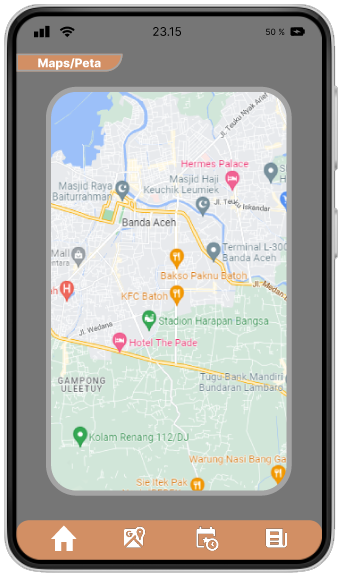 23.15
50 %
Maps/Peta
Jl. Teuku Nyak Arief
Hermes Palace
Masjid Raya
Baiturrahman
Masjid Haji
Keuchik Leumiek
Jl. Teuku Iskandar
Banda Aceh
Terminal L-300
Banda Aceh
Mall
Bakso Paknu Batoh
KFC Batoh
Jl. Medan
Stadion Harapan Bangsa
Jl. Wedana
Hotel The Pade
GAMPONG
ULEETUY
Tugu Bank Mandiri
Bundaran Lambaro
Kolam Renang 112/DJ
Warung Nasi Bang Ga
Sie Itek Pak